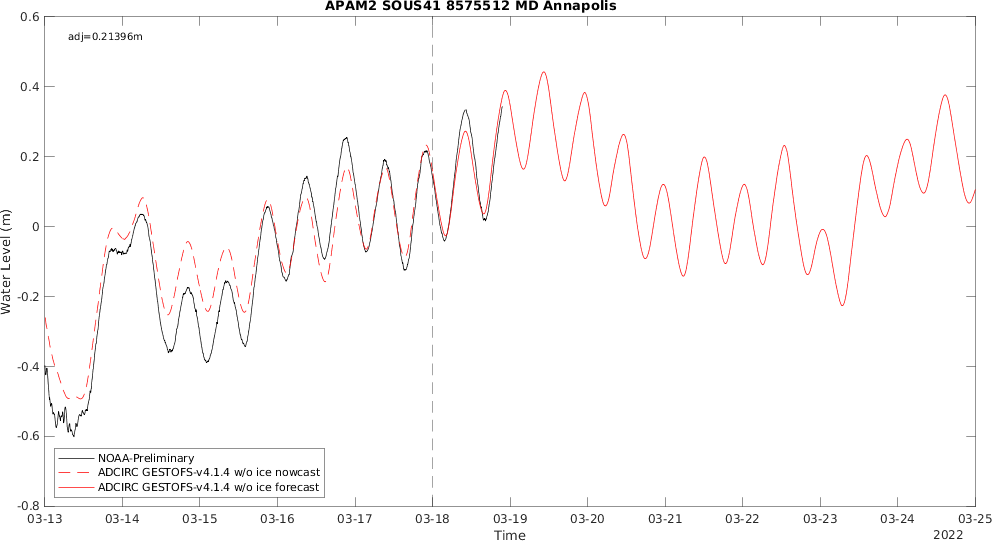 APAM2 SOUS41 8575512 MD Annapolis
adj=0.21396m
0.6
0.4
0.2
0
-0.2
-0.4
-0.6
-0.8
Water Level (m)
NOAA-Preliminary
ADCIRC GESTOFS-v4.1.4 w/o ice nowcast
ADCIRC GESTOFS-v4.1.4 w/o ice forecast
03-13 03-14 03-15 03-16 03-17 03-18 03-19 03-20 03-21 03-22 03-23 03-24 03-25
Time
2022